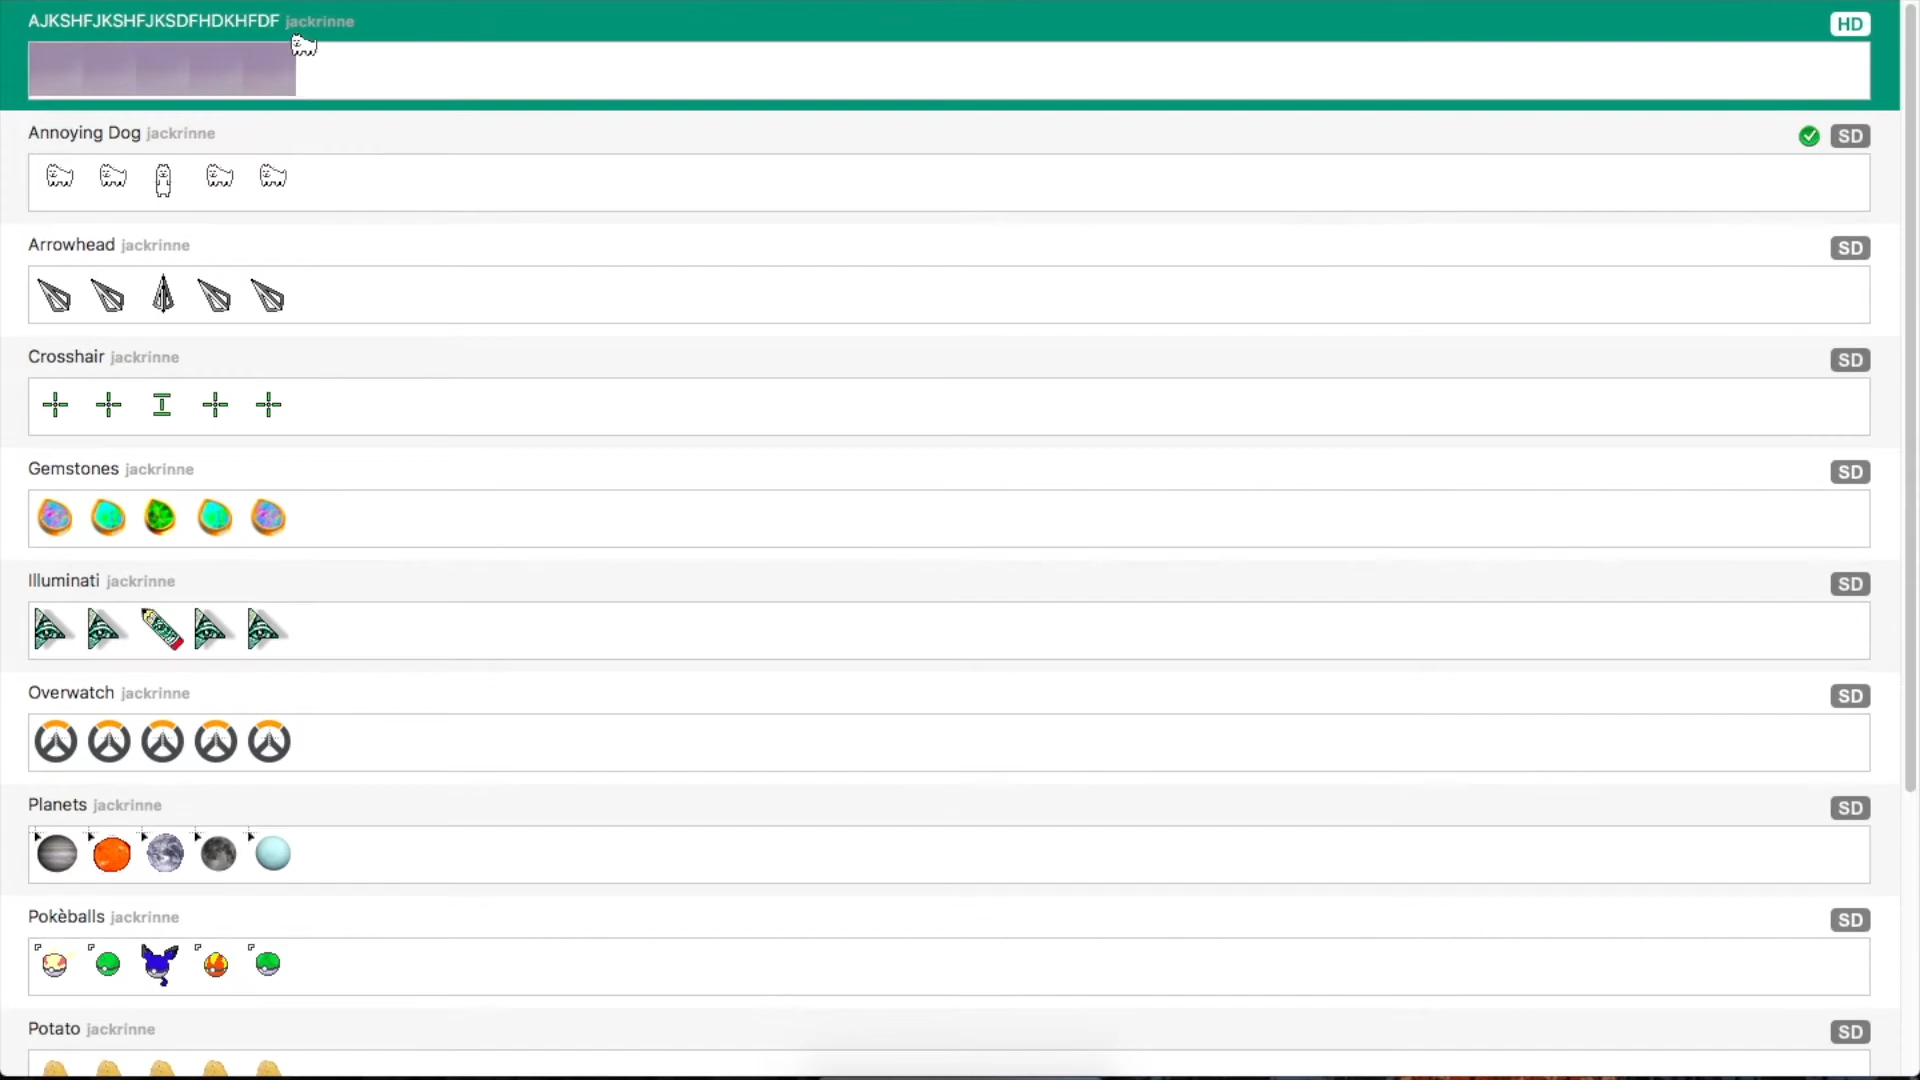 AJKSHFJKSHFJKSDFHDKHFDF jackrinne HD
Annoying Dog jackrinne SD
Arrowhead jackrinne SD
Crosshair jackrinne SD
Gemstones jackrinne SD
Illuminati jackrinne SD
Overwatch jackrinne SD
Planets jackrinne SD
Pokèballs jackrinne SD
Potato jackrinne SD